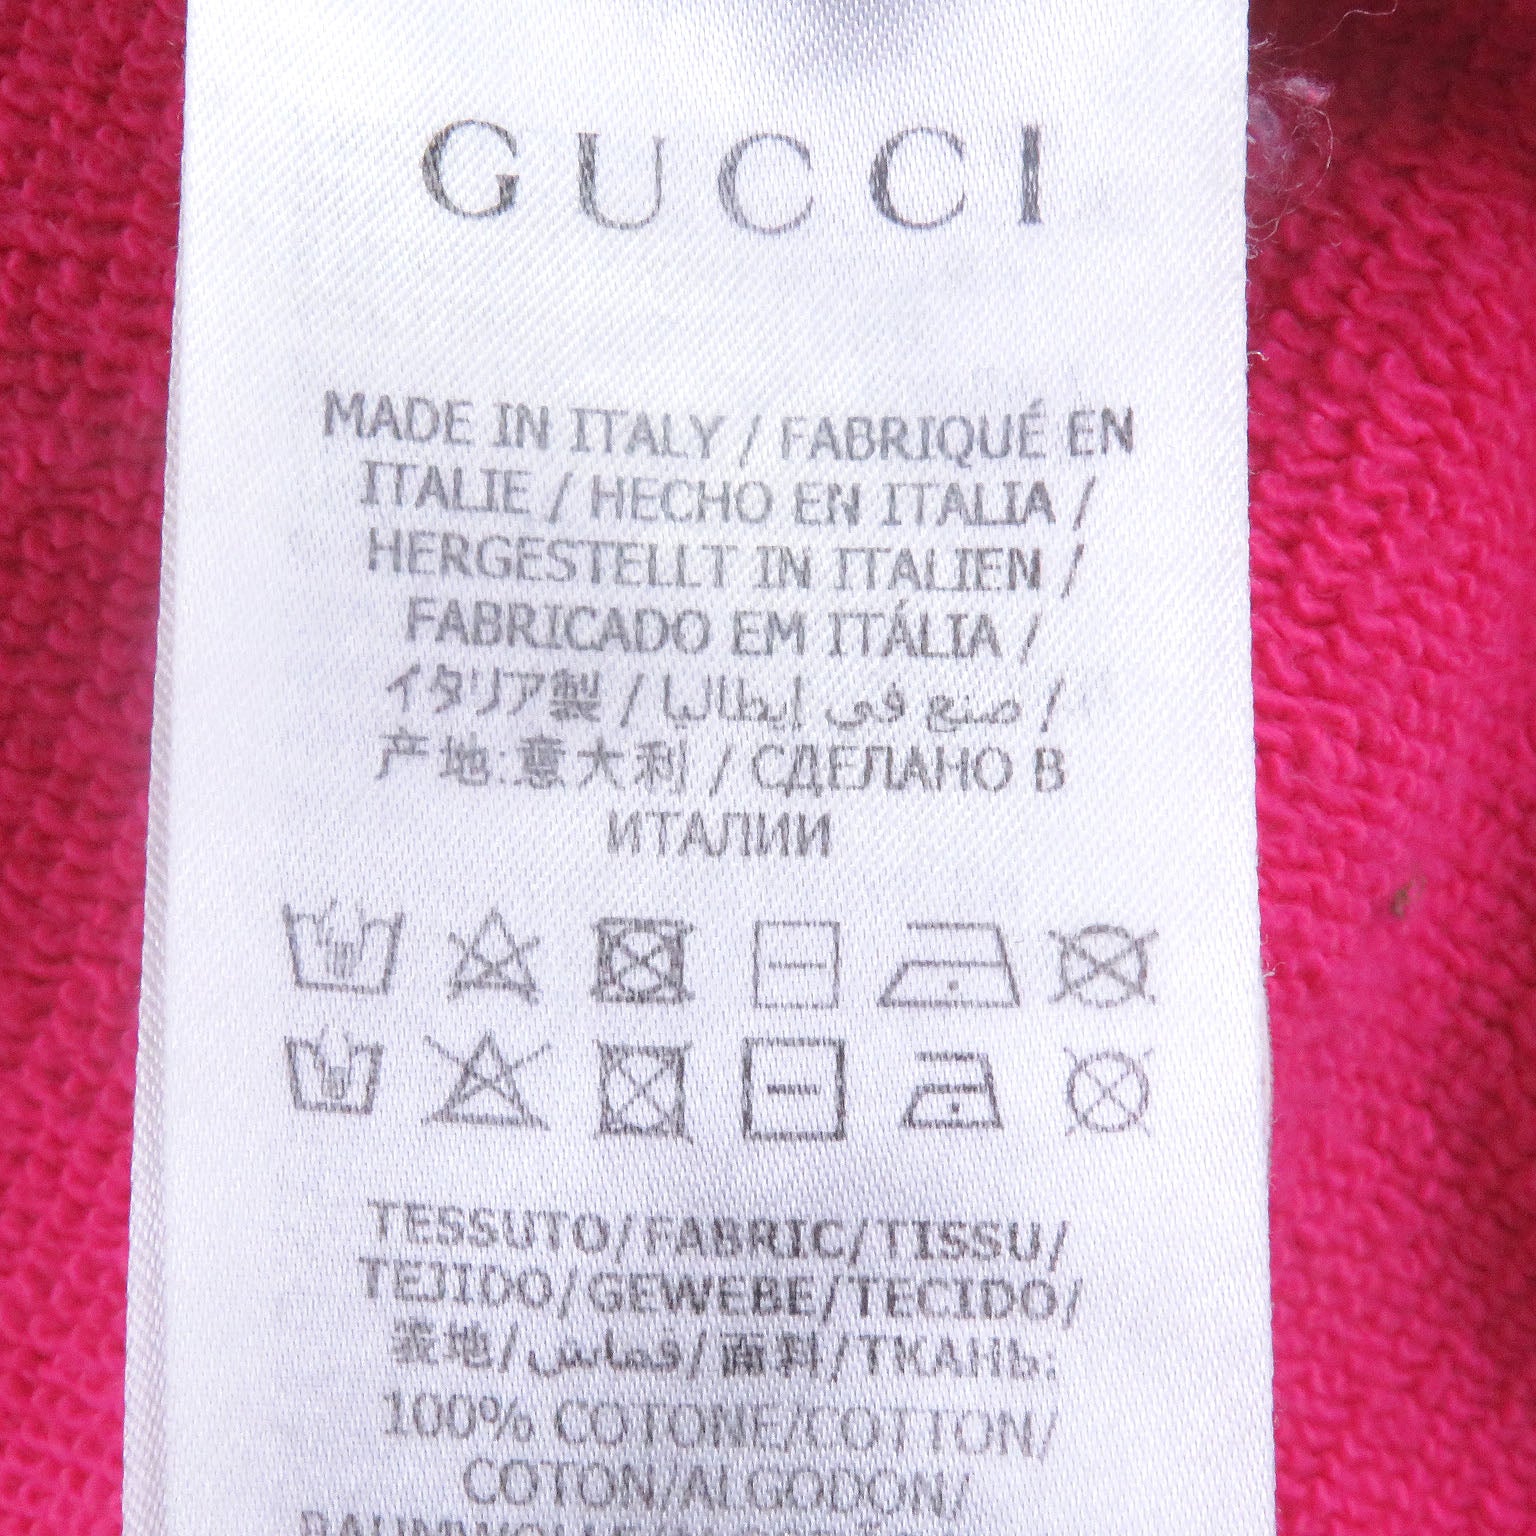 GUCCI
MADE IN ITALY / FABRIQUÉ EN
ITALIE / HECHO EN ITALIA /
HERGESTELLT IN ITALIEN /
FABRICADO EM ITÁLIA /
イタリア製 / صنع في إيطاليا /
产地:意大利 / СДЕЛАНО В
ИТАЛИИ
TESSUTO/FABRIC/TISSU/
TEJIDO/GEWEBE/TECIDO/
表地/قماش/面料/ТКАНЬ:
100% COTONE/COTTON/
COTON/ALGODON/